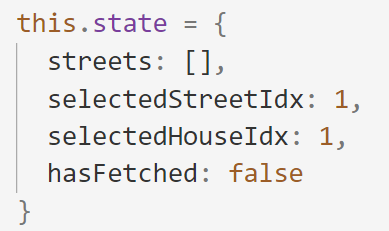 this.state = {
  streets: [],
  selectedStreetIdx: 1,
  selectedHouseIdx: 1,
  hasFetched: false
}